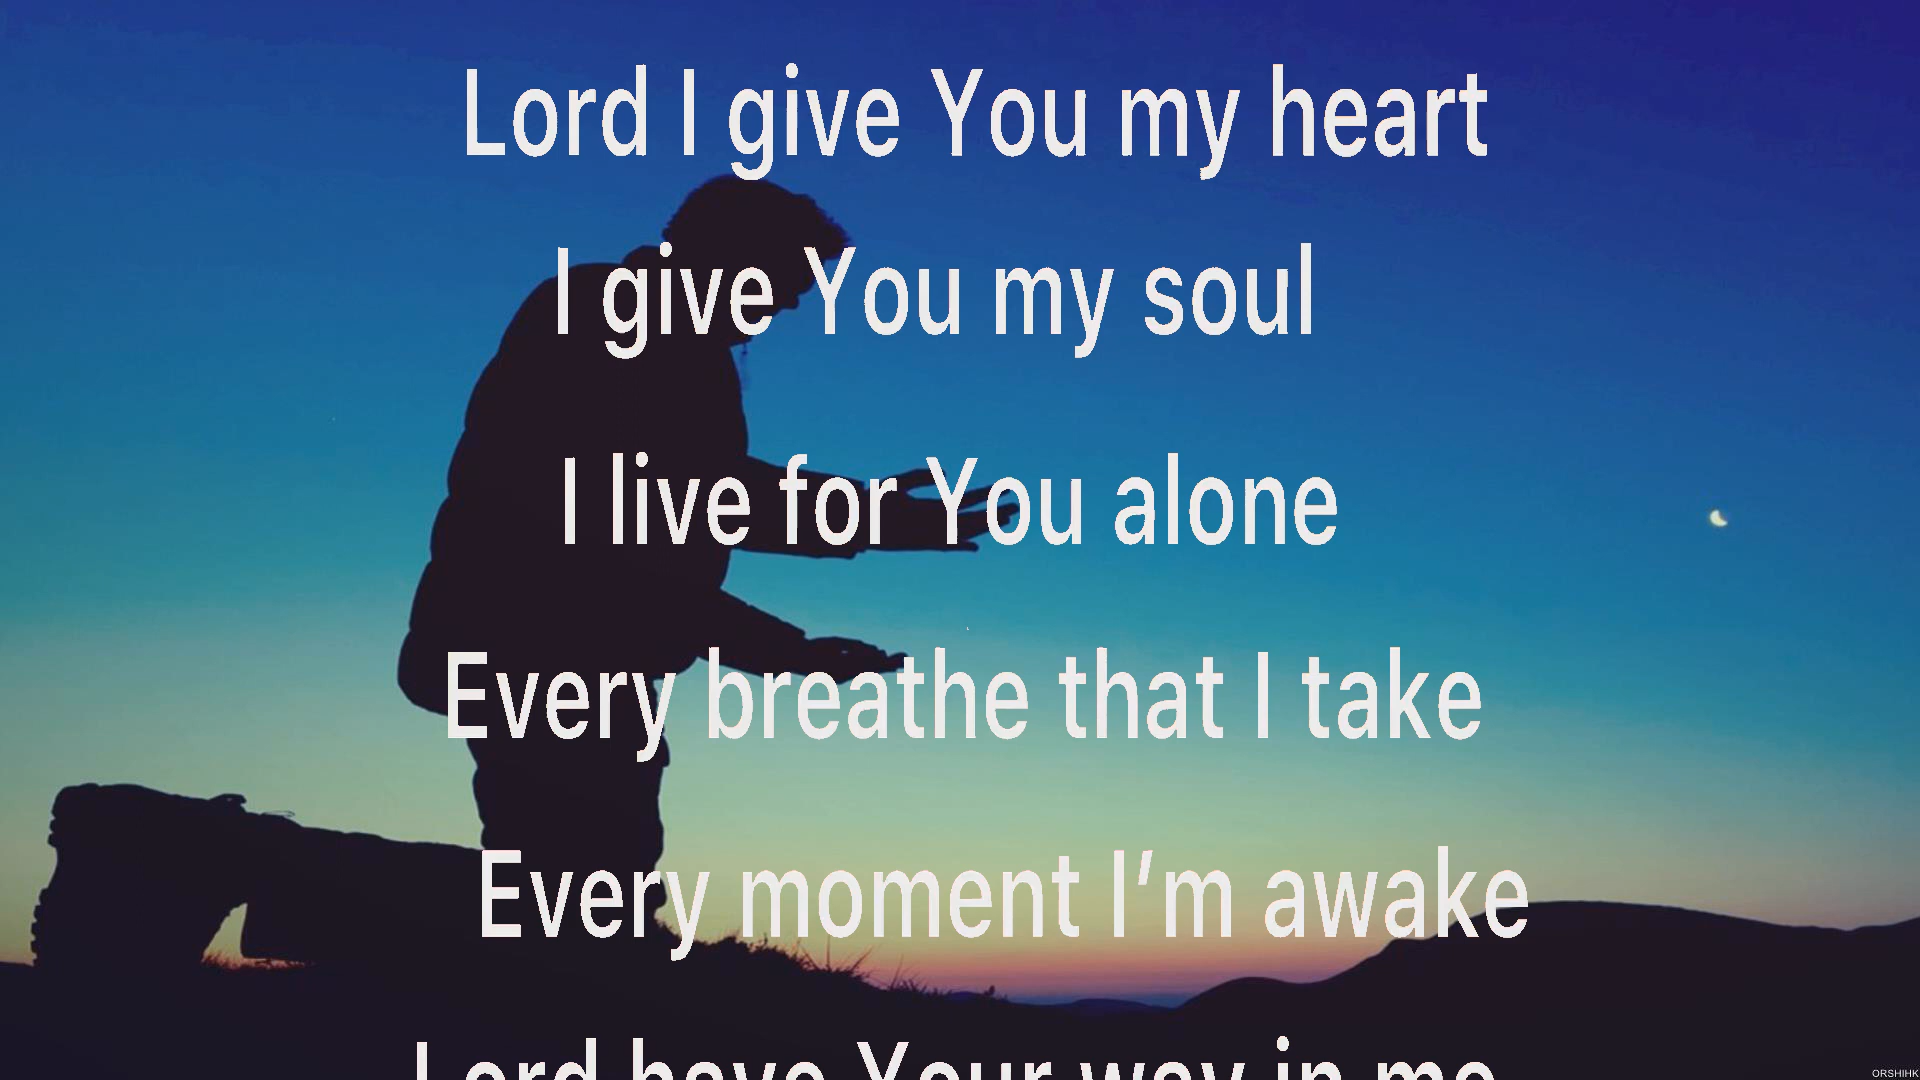 Lord I give You my heart
I give You my soul
I live for You alone
Every breathe that I take
Every moment I’m awake
Lord have Your way in me
ORSHIHK